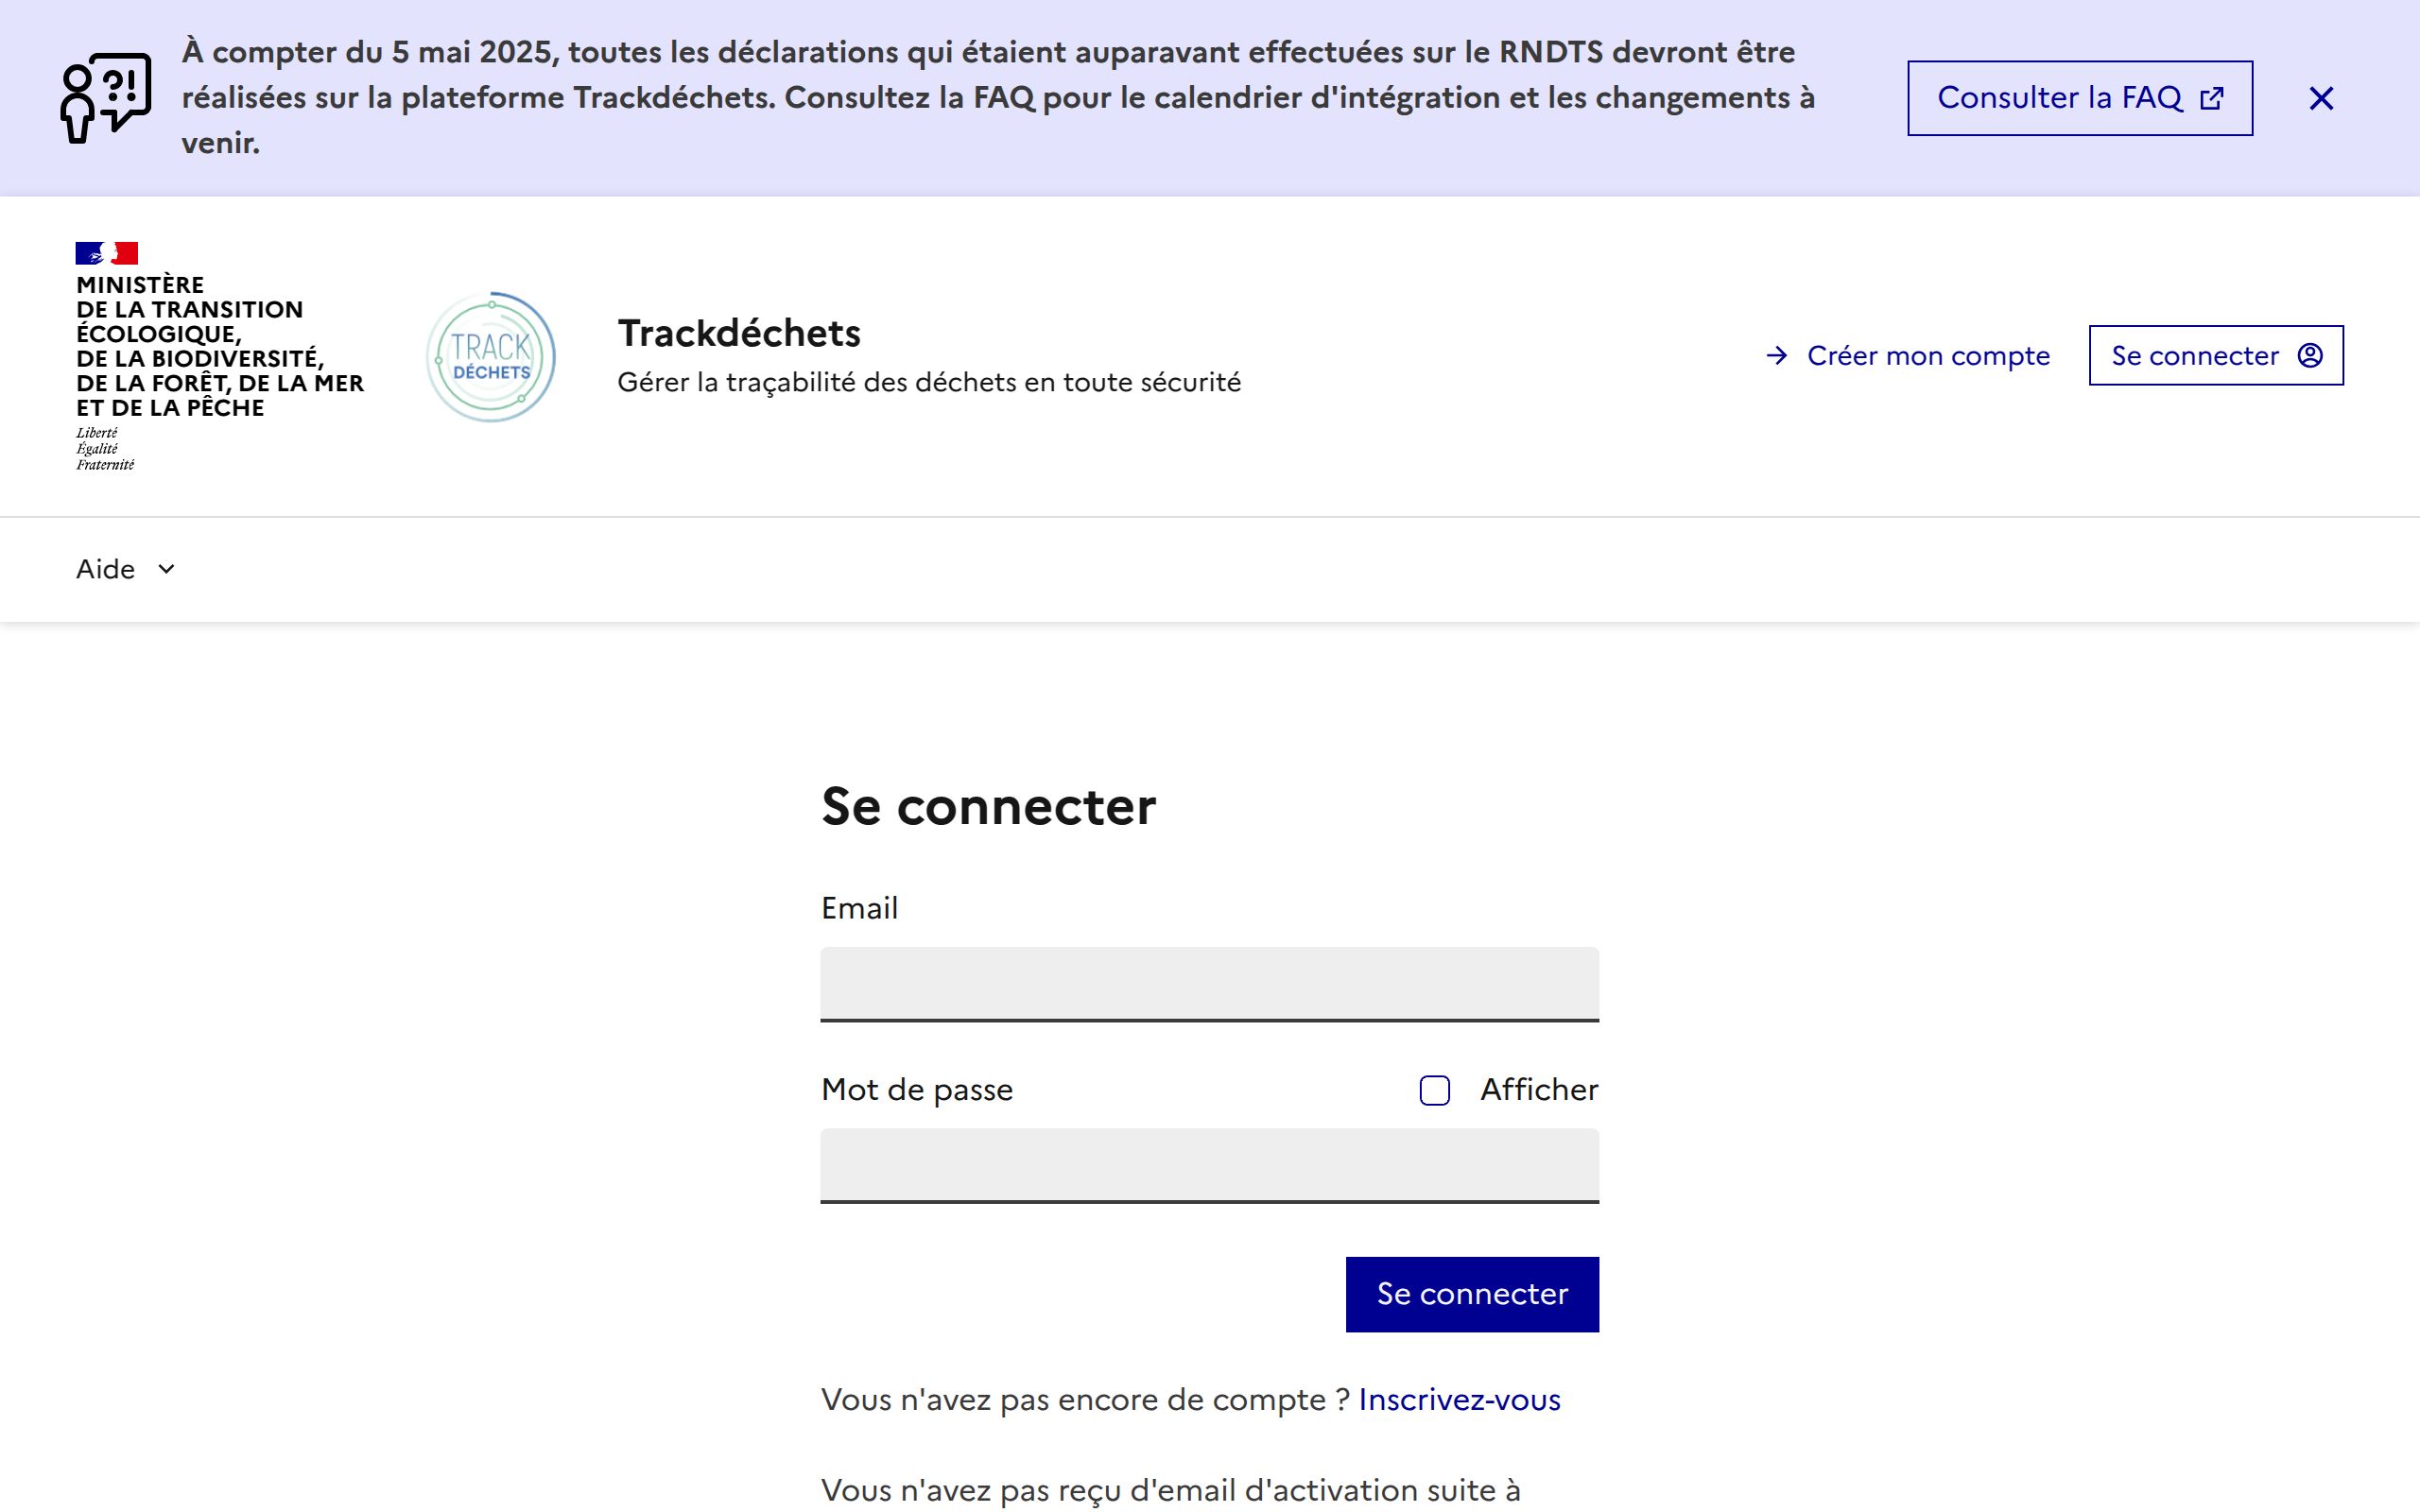 À compter du 5 mai 2025, toutes les déclarations qui étaient auparavant effectuées sur le RNDTS devront être
réalisées sur la plateforme Trackdéchets. Consultez la FAQ pour le calendrier d'intégration et les changements à
venir.
Consulter la FAQ
MINISTÈRE
DE LA TRANSITION
ÉCOLOGIQUE,
DE LA BIODIVERSITÉ,
DE LA FORÊT, DE LA MER
ET DE LA PÊCHE
Liberté
Égalité
Fraternité
TRACK
DÉCHETS
Trackdéchets
Gérer la traçabilité des déchets en toute sécurité
Créer mon compte
Se connecter
Aide
Se connecter
Email
Mot de passe
Afficher
Se connecter
Vous n'avez pas encore de compte ? Inscrivez-vous
Vous n'avez pas reçu d'email d'activation suite à